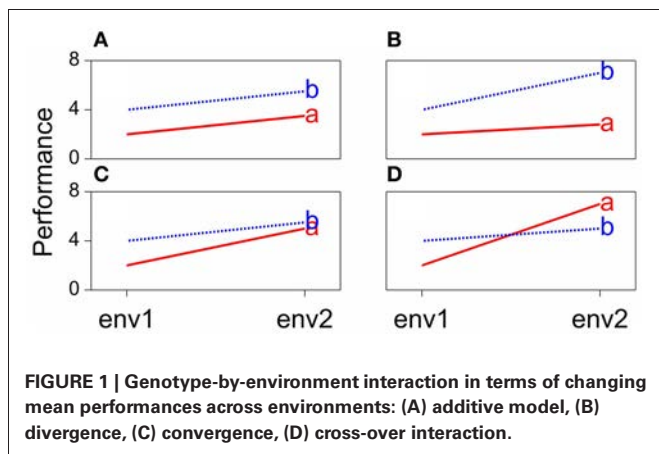 A
B
8
b
b
4
a
a
0
C
D
8
a
b
a
b
4
0
Performance
env1
env2
env1
env2
FIGURE 1 | Genotype-by-environment interaction in terms of changing
mean performances across environments: (A) additive model, (B)
divergence, (C) convergence, (D) cross-over interaction.